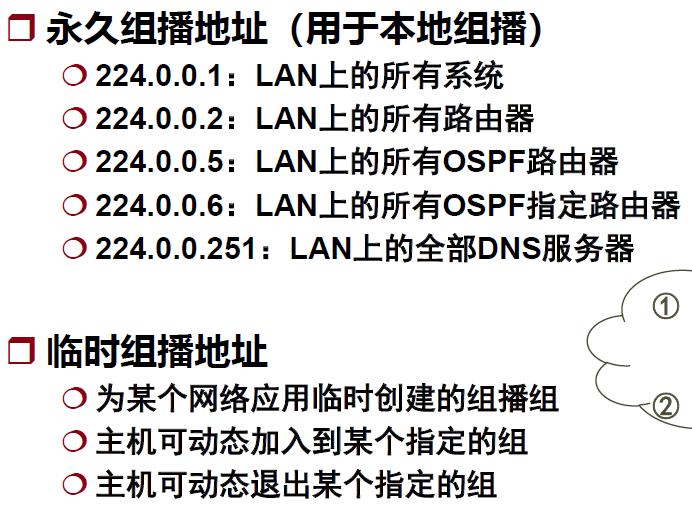 永久组播地址（用于本地组播）
224.0.0.1：LAN上的所有系统
224.0.0.2：LAN上的所有路由器
224.0.0.5：LAN上的所有OSPF路由器
224.0.0.6：LAN上的所有OSPF指定路由器
224.0.0.251：LAN上的全部DNS服务器
①
临时组播地址
为某个网络应用临时创建的组播组
②
主机可动态加入到某个指定的组
主机可动态退出某个指定的组